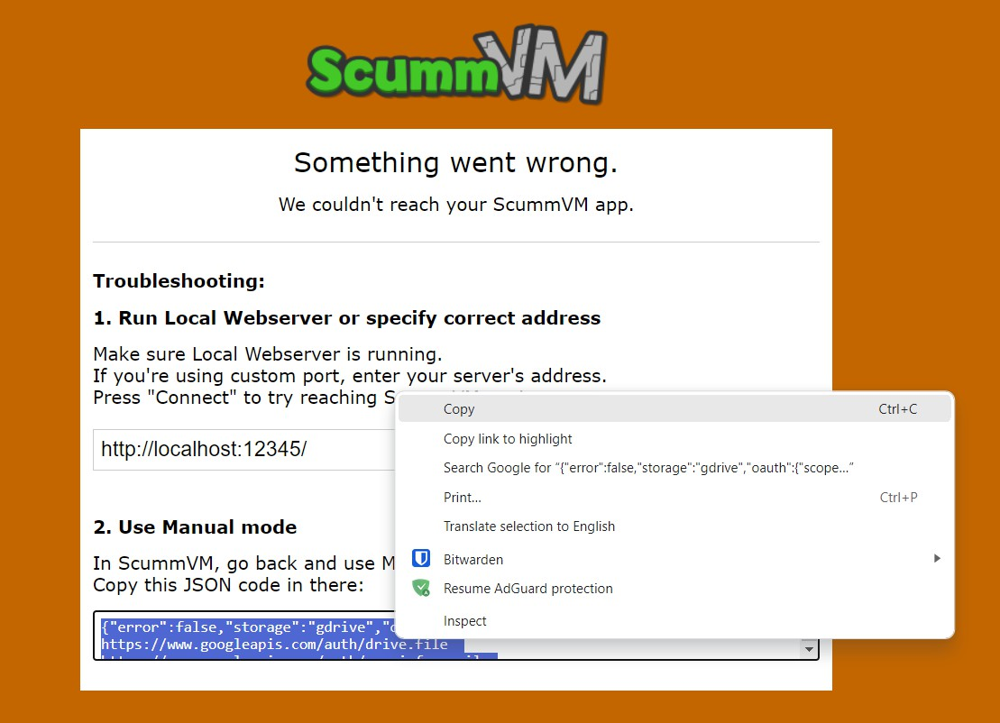 ScummVM
Something went wrong.
We couldn't reach your ScummVM app.
Troubleshooting:
1. Run Local Webserver or specify correct address
Make sure Local Webserver is running.
If you're using custom port, enter your server's address.
Press "Connect" to try reaching
http://localhost:12345/
2. Use Manual mode
In ScummVM, go back and use
Copy this JSON code in there:
{"error":false,"storage":"gdrive",
https://www.googleapis.com/auth/drive.file
Copy Ctrl+C
Copy link to highlight
Search Google for “{"error":false,"storage":"gdrive","oauth":{"scope...”
Print... Ctrl+P
Translate selection to English
Bitwarden
Resume AdGuard protection
Inspect